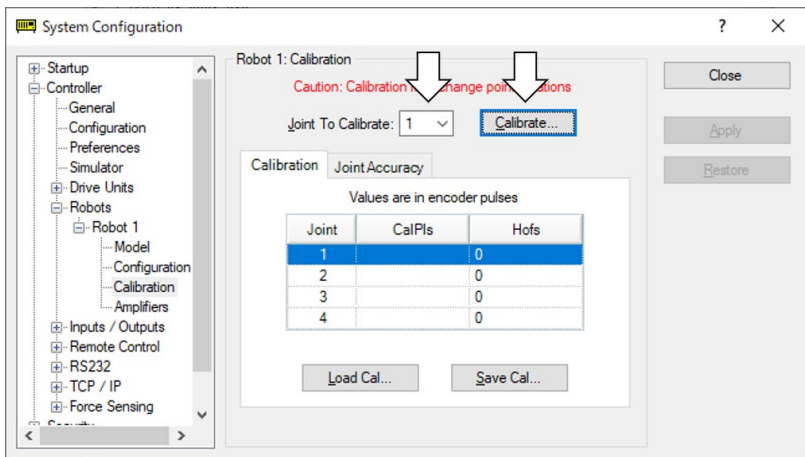 System Configuration
?
Startup
Controller
General
Configuration
Preferences
Simulator
Drive Units
Robots
Robot 1
Model
Configuration
Calibration
Amplifiers
Inputs / Outputs
Remote Control
RS232
TCP / IP
Force Sensing
Robot 1: Calibration
Caution: Calibration change point
Joint To Calibrate: 1
Calibrate...
Calibration Joint Accuracy
Values are in encoder pulses
Joint CalPls Hofs
1 0
2 0
3 0
4 0
Load Cal... Save Cal...
Close
Apply
Restore